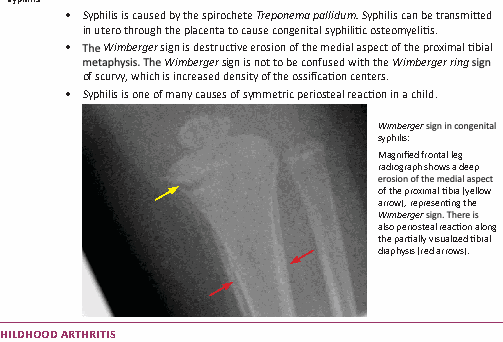 • Syphilis is caused by the spirochete Treponema pallidum. Syphilis can be transmitted
in utero through the placenta to cause congenital syphilitic osteomyelitis.
• The Wimberger sign is destructive erosion of the medial aspect of the proximal tibial
metaphysis. The Wimberger sign is not to be confused with the Wimberger ring sign
of scurvy, which is increased density of the ossification centers.
• Syphilis is one of many causes of symmetric periosteal reaction in a child.
Wimberger sign in congenital
syphilis:
Magnified frontal leg
radiograph shows a deep
erosion of the medial aspect
of the proximal tibia (yellow
arrow), representing the
Wimberger sign. There is
also periosteal reaction along
the partially visualized tibial
diaphysis (red arrows).
HILDHOOD ARTHRITIS